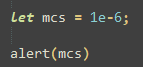 let mcs = 1e-6;
alert(mcs)